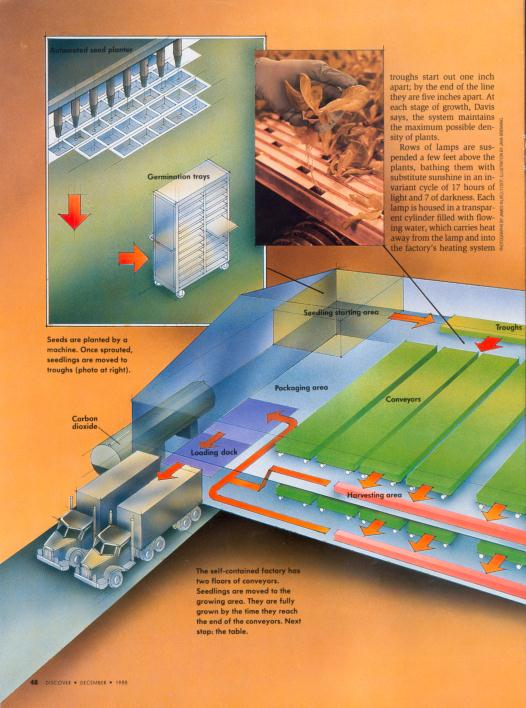 Automated seed planter
Germination trays
troughs start out one inch
apart; by the end of the line
they are five inches apart. At
each stage of growth, Davis
says, the system maintains
the maximum possible den-
sity of plants.
Rows of lamps are sus-
pended a few feet above the
plants, bathing them with
substitute sunshine in an in-
variant cycle of 17 hours of
light and 7 of darkness. Each
lamp is housed in a transpar-
ent cylinder filled with flow-
ing water, which carries heat
away from the lamp and into
the factory's heating system
Seeds are planted by a
machine. Once sprouted,
seedlings are moved to
troughs (photo at right).
Seedling starting area
Troughs
Packaging area
Conveyors
Carbon
dioxide
Loading dock
Harvesting area
The self-contained factory has
two floors of conveyors.
Seedlings are moved to the
growing area. They are fully
grown by the time they reach
the end of the conveyors. Next
stop: the table.
48 DISCOVER • DECEMBER • 1988